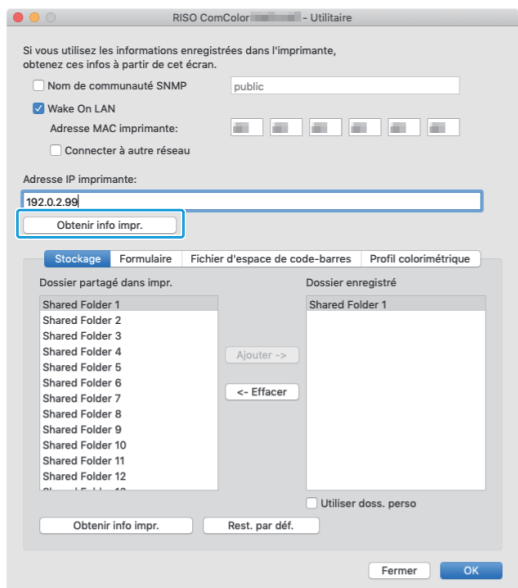 RISO ComColor - Utilitaire
Si vous utilisez les informations enregistrées dans l'imprimante,
obtenez ces infos à partir de cet écran.
Nom de communauté SNMP public
Wake On LAN
Adresse MAC imprimante:
Connecter à autre réseau
Adresse IP imprimante:
192.0.2.99
Obtenir info impr.
Stockage Formulaire Fichier d'espace de code-barres Profil colorimétrique
Dossier partagé dans impr. Dossier enregistré
Shared Folder 1 Shared Folder 1
Shared Folder 2
Shared Folder 3
Shared Folder 4
Shared Folder 5
Shared Folder 6
Shared Folder 7
Shared Folder 8
Shared Folder 9
Shared Folder 10
Shared Folder 11
Shared Folder 12
Ajouter ->
<- Effacer
Utiliser doss. perso
Obtenir info impr. Rest. par déf.
Fermer OK